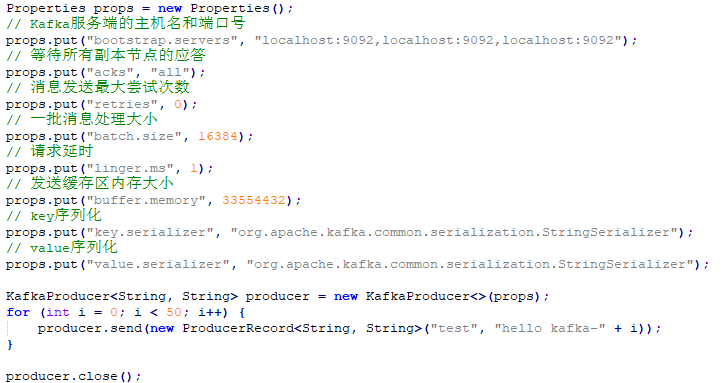 Properties props = new Properties();
// Kafka服务端的主机名和端口号
props.put("bootstrap.servers", "localhost:9092,localhost:9092,localhost:9092");
// 等待所有副本节点的应答
props.put("acks", "all");
// 消息发送最大尝试次数
props.put("retries", 0);
// 一批消息处理大小
props.put("batch.size", 16384);
// 请求延时
props.put("linger.ms", 1);
// 发送缓存区内存大小
props.put("buffer.memory", 33554432);
// key序列化
props.put("key.serializer", "org.apache.kafka.common.serialization.StringSerializer");
// value序列化
props.put("value.serializer", "org.apache.kafka.common.serialization.StringSerializer");

KafkaProducer<String, String> producer = new KafkaProducer<>(props);
for (int i = 0; i < 50; i++) {
    producer.send(new ProducerRecord<String, String>("test", "hello kafka-" + i));
}

producer.close();